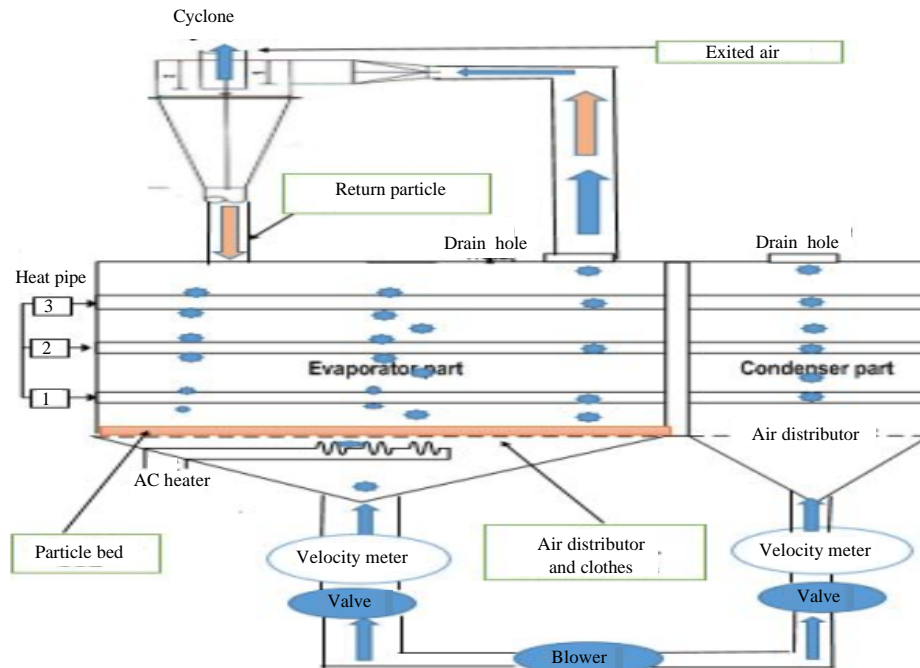 Cyclone
Exited air
Return particle
Drain hole
Drain hole
Heat pipe
3
2
1
Evaporator part
Condenser part
Air distributor
AC heater
Particle bed
Velocity meter
Air distributor
and clothes
Velocity meter
Valve
Valve
Blower